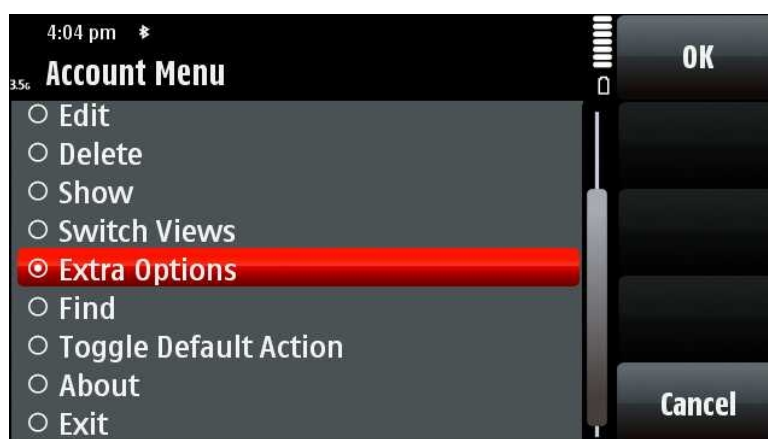 4:04 pm
3.5G Account Menu
OK
Edit
Delete
Show
Switch Views
Extra Options
Find
Toggle Default Action
About
Exit
Cancel